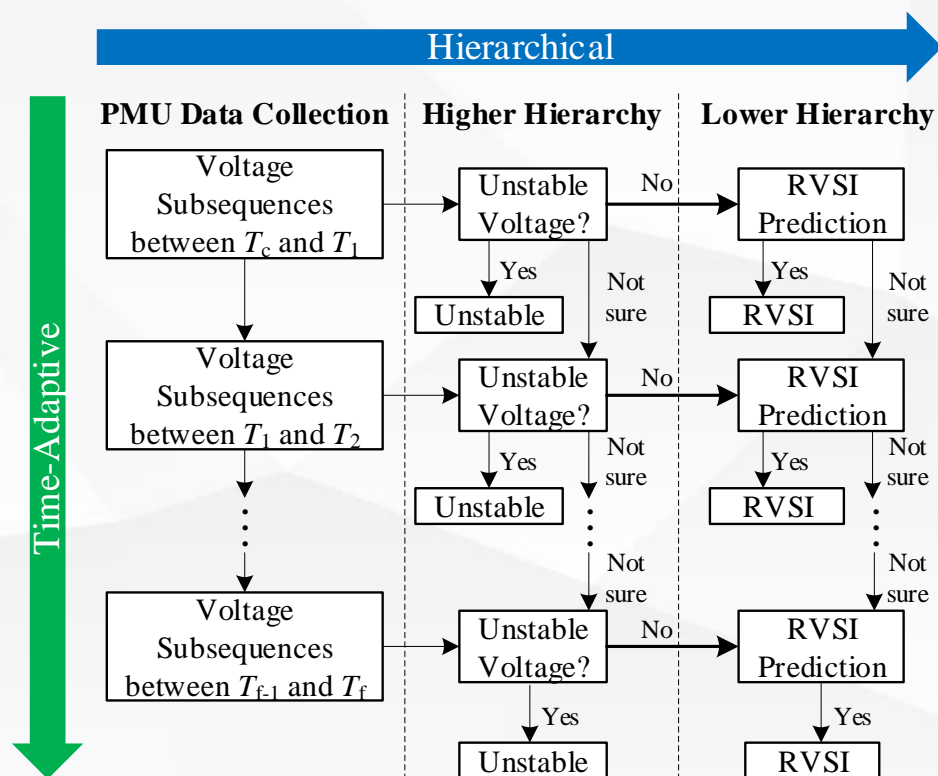 Hierarchical
Time-Adaptive
PMU Data Collection
Higher Hierarchy
Lower Hierarchy
Voltage
Subsequences
between Tc and T1
Unstable
Voltage?
No
RVSI
Prediction
Yes
Not
sure
Yes
Not
sure
Unstable
RVSI
Voltage
Subsequences
between T1 and T2
Unstable
Voltage?
No
RVSI
Prediction
Yes
Not
sure
Yes
Not
sure
Unstable
RVSI
Not
sure
Not
sure
Voltage
Subsequences
between Tf-1 and Tf
Unstable
Voltage?
No
RVSI
Prediction
Yes
Yes
Unstable
RVSI